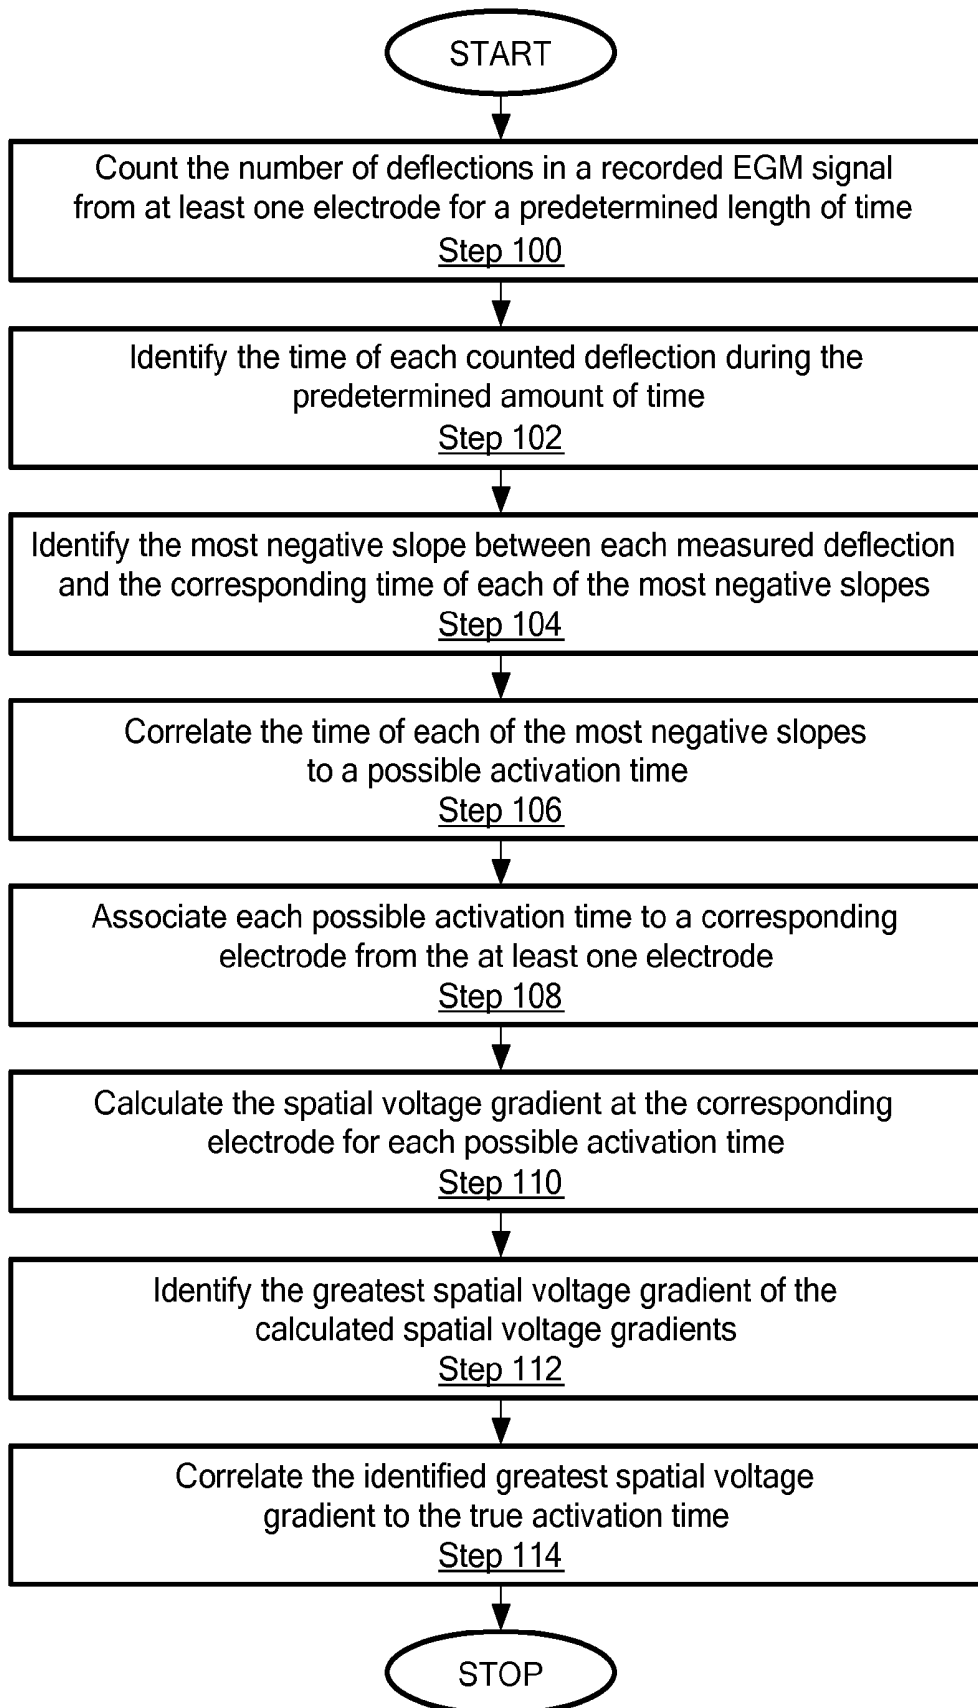 START
Count the number of deflections in a recorded EGM signal
from at least one electrode for a predetermined length of time
Step 100
Identify the time of each counted deflection during the
predetermined amount of time
Step 102
Identify the most negative slope between each measured deflection
and the corresponding time of each of the most negative slopes
Step 104
Correlate the time of each of the most negative slopes
to a possible activation time
Step 106
Associate each possible activation time to a corresponding
electrode from the at least one electrode
Step 108
Calculate the spatial voltage gradient at the corresponding
electrode for each possible activation time
Step 110
Identify the greatest spatial voltage gradient of the
calculated spatial voltage gradients
Step 112
Correlate the identified greatest spatial voltage
gradient to the true activation time
Step 114
STOP